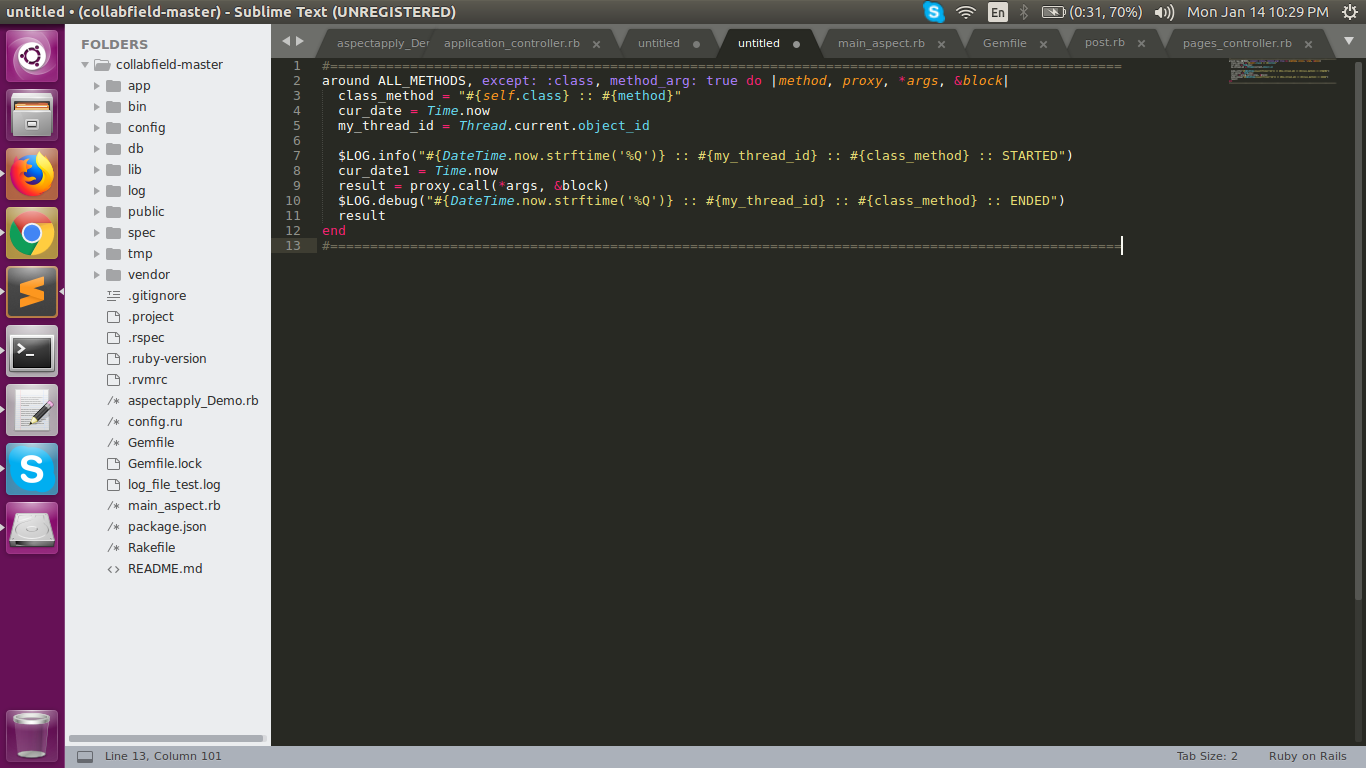 untitled • (collabfield-master) - Sublime Text (UNREGISTERED)
En
(0:31, 70%)
Mon Jan 14 10:29 PM
FOLDERS
collabfield-master
app
bin
config
db
lib
log
public
spec
tmp
vendor
.gitignore
.project
.rspec
.ruby-version
.rvmrc
/* aspectapply_Demo.rb
/* config.ru
/* Gemfile
Gemfile.lock
log_file_test.log
/* main_aspect.rb
/* package.json
/* Rakefile
<> README.md
aspectapply_Der
application_controller.rb ×
untitled ●
untitled ●
main_aspect.rb ×
Gemfile ×
post.rb ×
pages_controller.rb ×
1 #===================================================================================================
2 around ALL_METHODS, except: :class, method_arg: true do |method, proxy, *args, &block|
3   class_method = "#{self.class} :: #{method}"
4   cur_date = Time.now
5   my_thread_id = Thread.current.object_id
6
7   $LOG.info("#{DateTime.now.strftime('%Q')} :: #{my_thread_id} :: #{class_method} :: STARTED")
8   cur_date1 = Time.now
9   result = proxy.call(*args, &block)
10   $LOG.debug("#{DateTime.now.strftime('%Q')} :: #{my_thread_id} :: #{class_method} :: ENDED")
11   result
12 end
13 #===================================================================================================
Line 13, Column 101
Tab Size: 2
Ruby on Rails